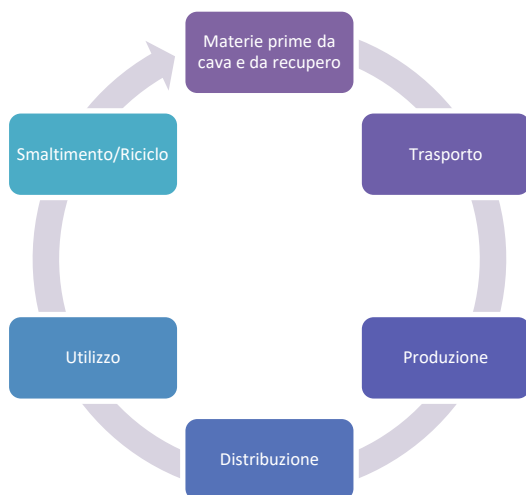 Materie prime da
cava e da recupero
Trasporto
Produzione
Distribuzione
Utilizzo
Smaltimento/Riciclo